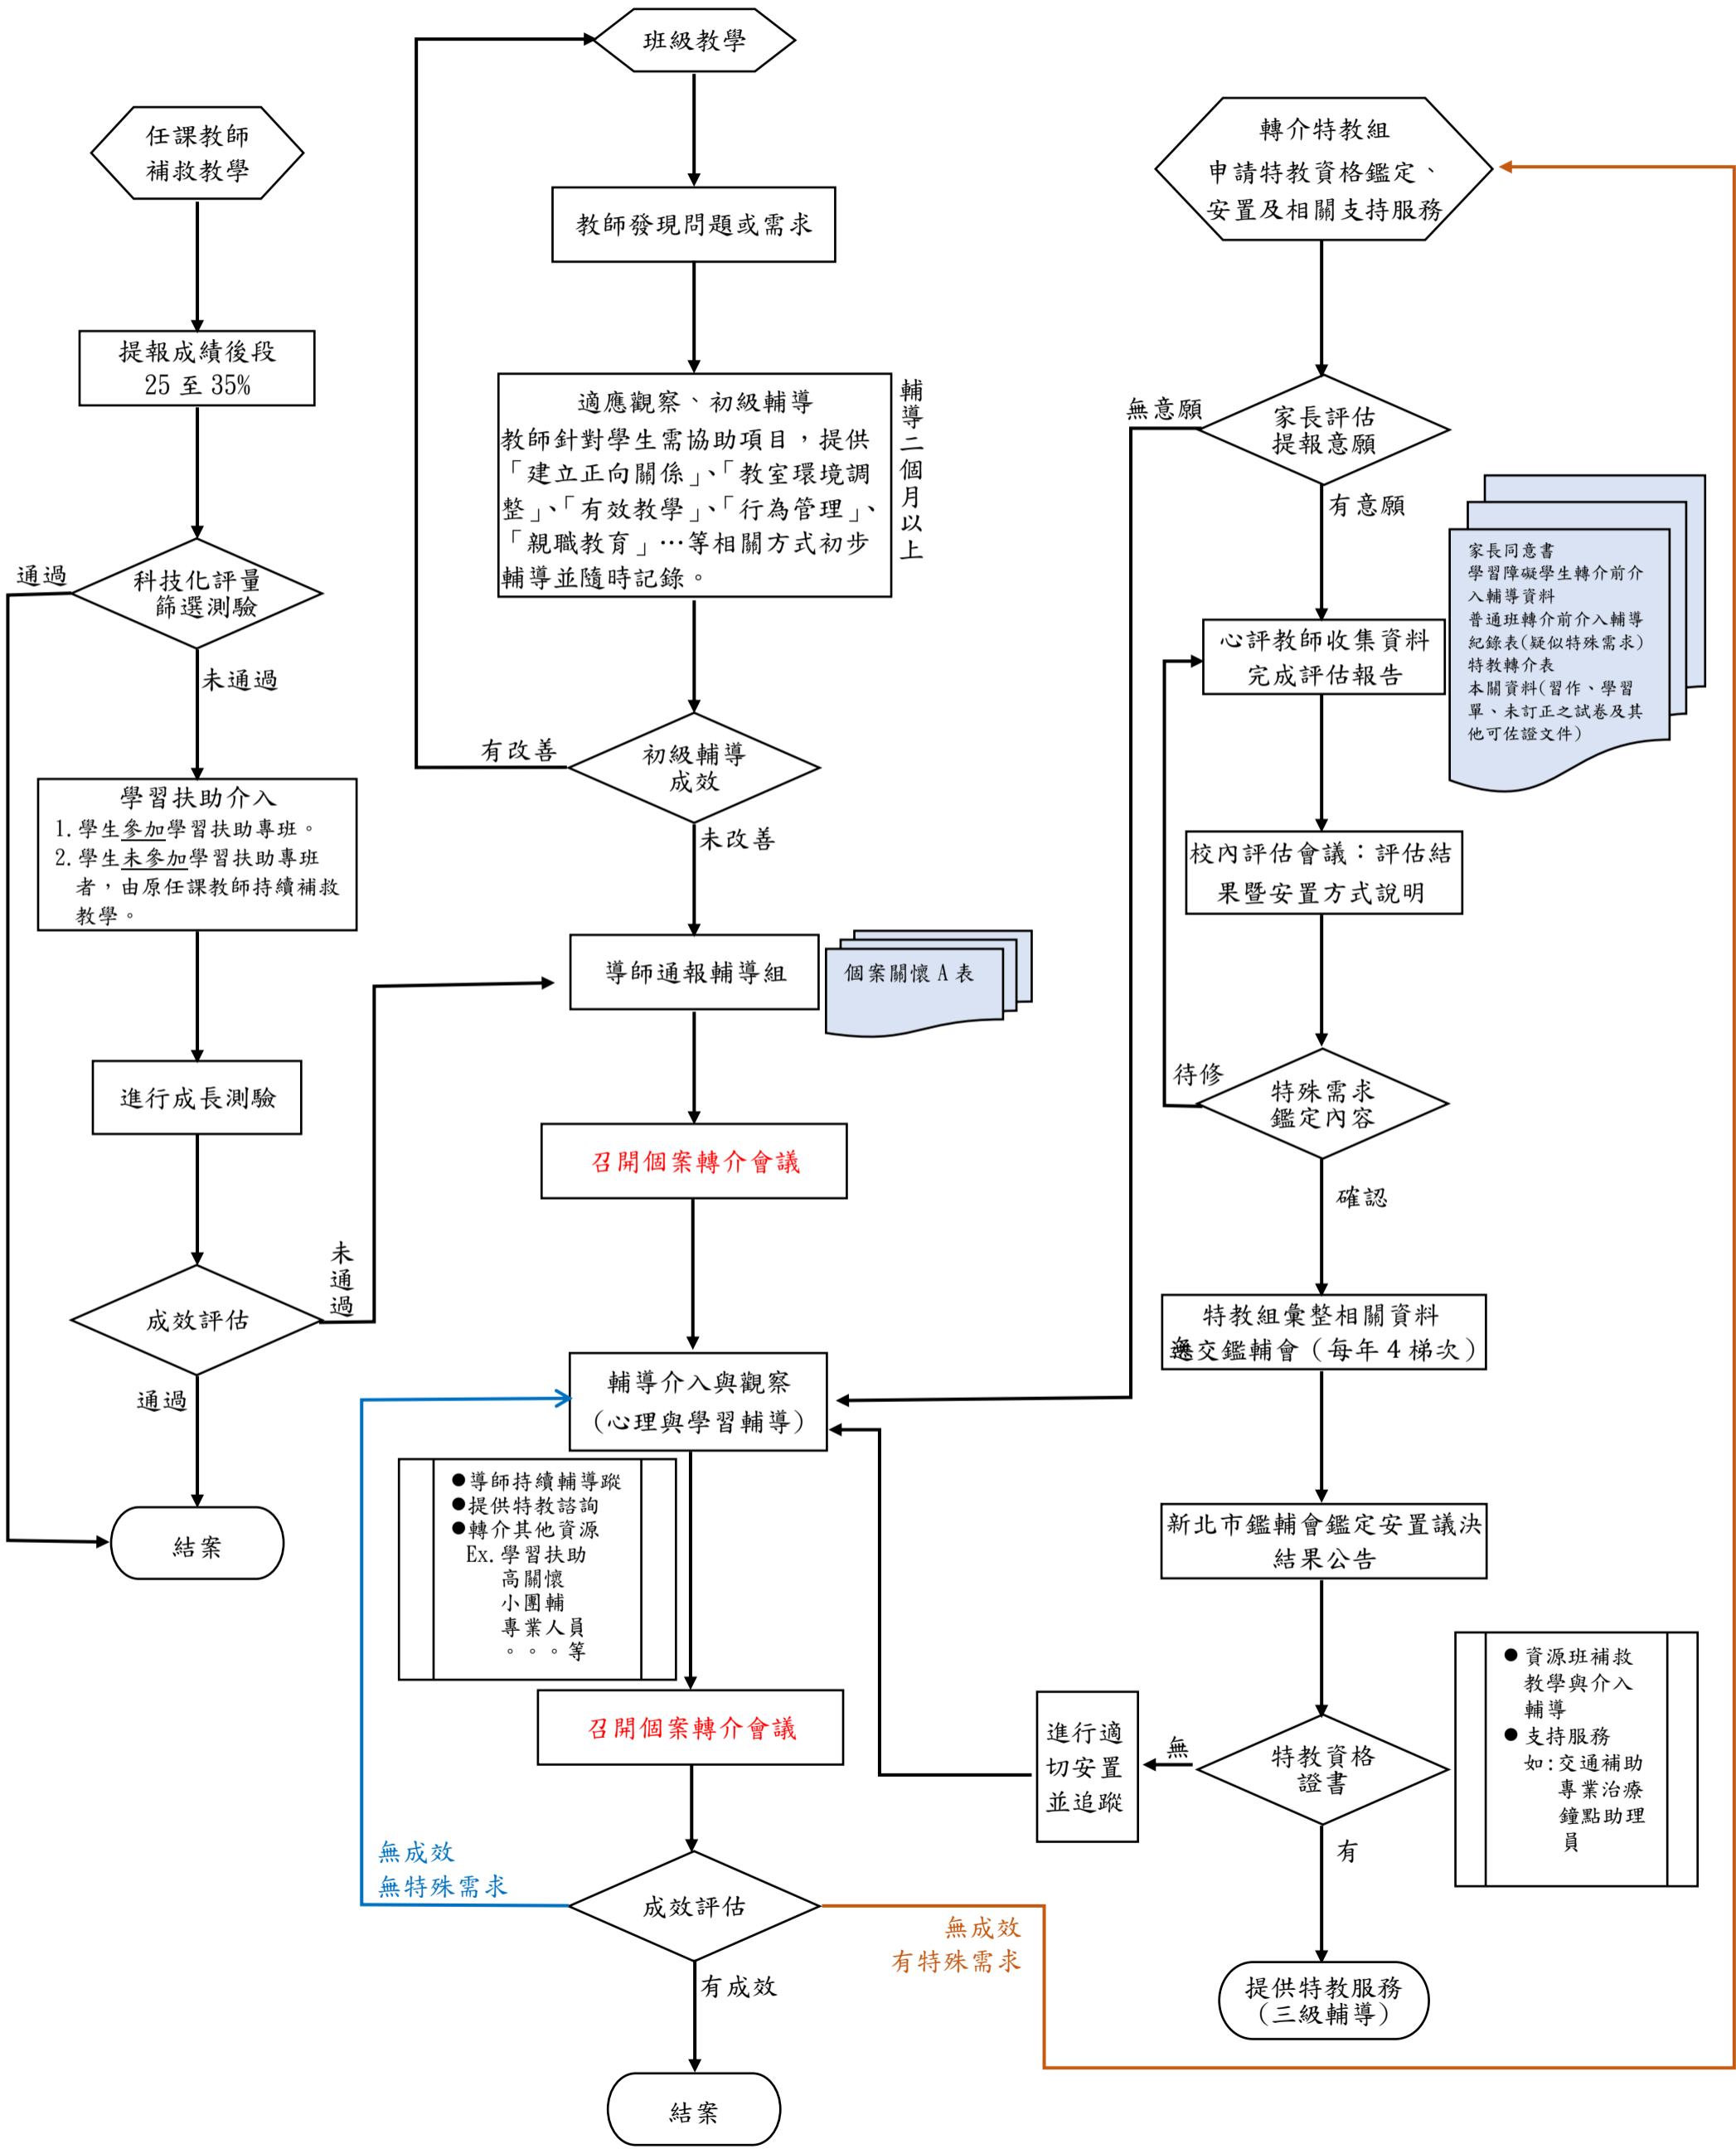 任課教師
補救教學
提報成績後段
25 至 35%
通過
科技化評量
篩選測驗
未通過
學習扶助介入
1.學生參加學習扶助專班。
2.學生未參加學習扶助專班
者，由原任課教師持續補救
教學。
進行成長測驗
未通過
成效評估
通過
結案
班級教學
教師發現問題或需求
適應觀察、初級輔導
教師針對學生需協助項目，提供
「建立正向關係」、「教室環境調
整」、「有效教學」、「行為管理」、
「親職教育」…等相關方式初步
輔導並隨時記錄。
輔導二個月以上
有改善
初級輔導
成效
未改善
導師通報輔導組
個案關懷 A 表
召開個案轉介會議
輔導介入與觀察
（心理與學習輔導）
●導師持續輔導蹤
●提供特教諮詢
●轉介其他資源
Ex.學習扶助
高關懷
小團輔
專業人員
。。。等
召開個案轉介會議
無成效
無特殊需求
成效評估
無成效
有特殊需求
有成效
結案
轉介特教組
申請特教資格鑑定、
安置及相關支持服務
無意願
家長評估
提報意願
有意願
家長同意書
學習障礙學生轉介前介
入輔導資料
普通班轉介前介入輔導
紀錄表(疑似特殊需求)
特教轉介表
本關資料(習作、學習
單、未訂正之試卷及其
他可佐證文件)
心評教師收集資料
完成評估報告
校內評估會議：評估結
果暨安置方式說明
待修
特殊需求
鑑定內容
確認
特教組彙整相關資料
交鑑輔會（每年 4 梯次）
新北市鑑輔會鑑定安置議決
結果公告
進行適
切安置
並追蹤
無
特教資格
證書
有
● 資源班補救
教學與介入
輔導
● 支持服務
如:交通補助
專業治療
鐘點助理
員
提供特教服務
（三級輔導）